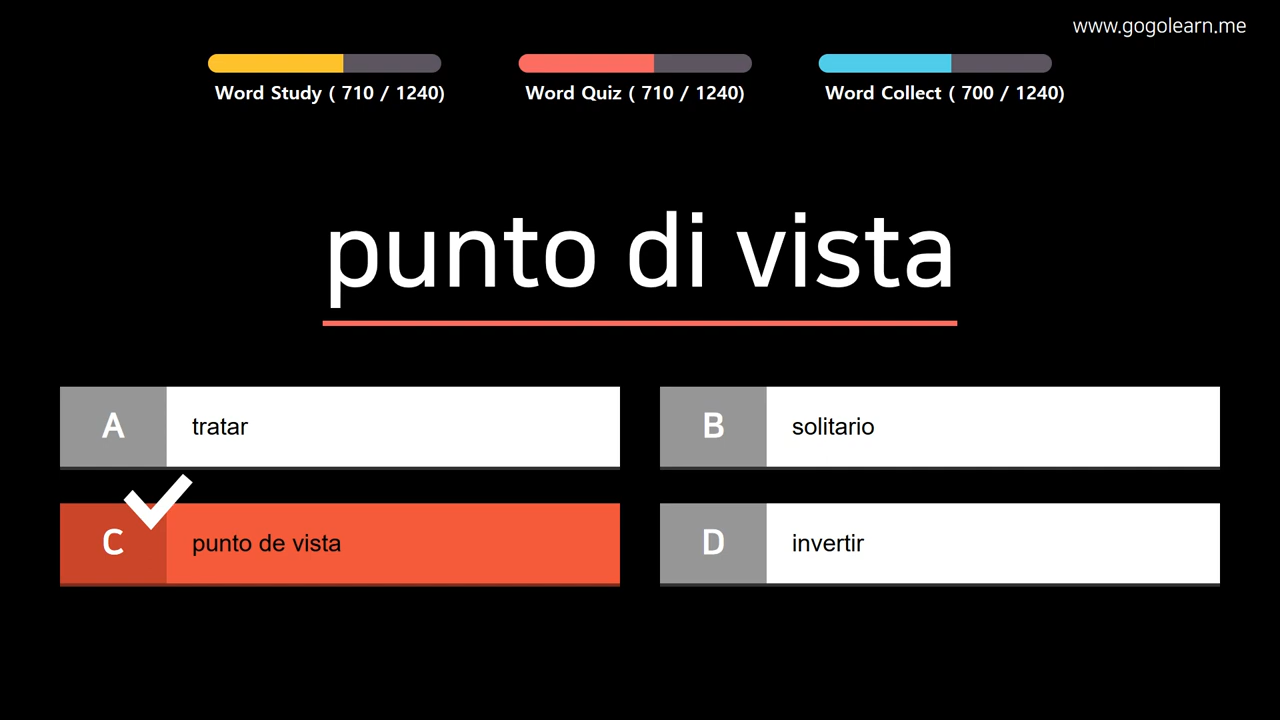 www.gogolearn.me
Word Study ( 710 / 1240)
Word Quiz ( 710 / 1240)
Word Collect ( 700 / 1240)
punto di vista
A
tratar
B
solitario
C
punto de vista
D
invertir